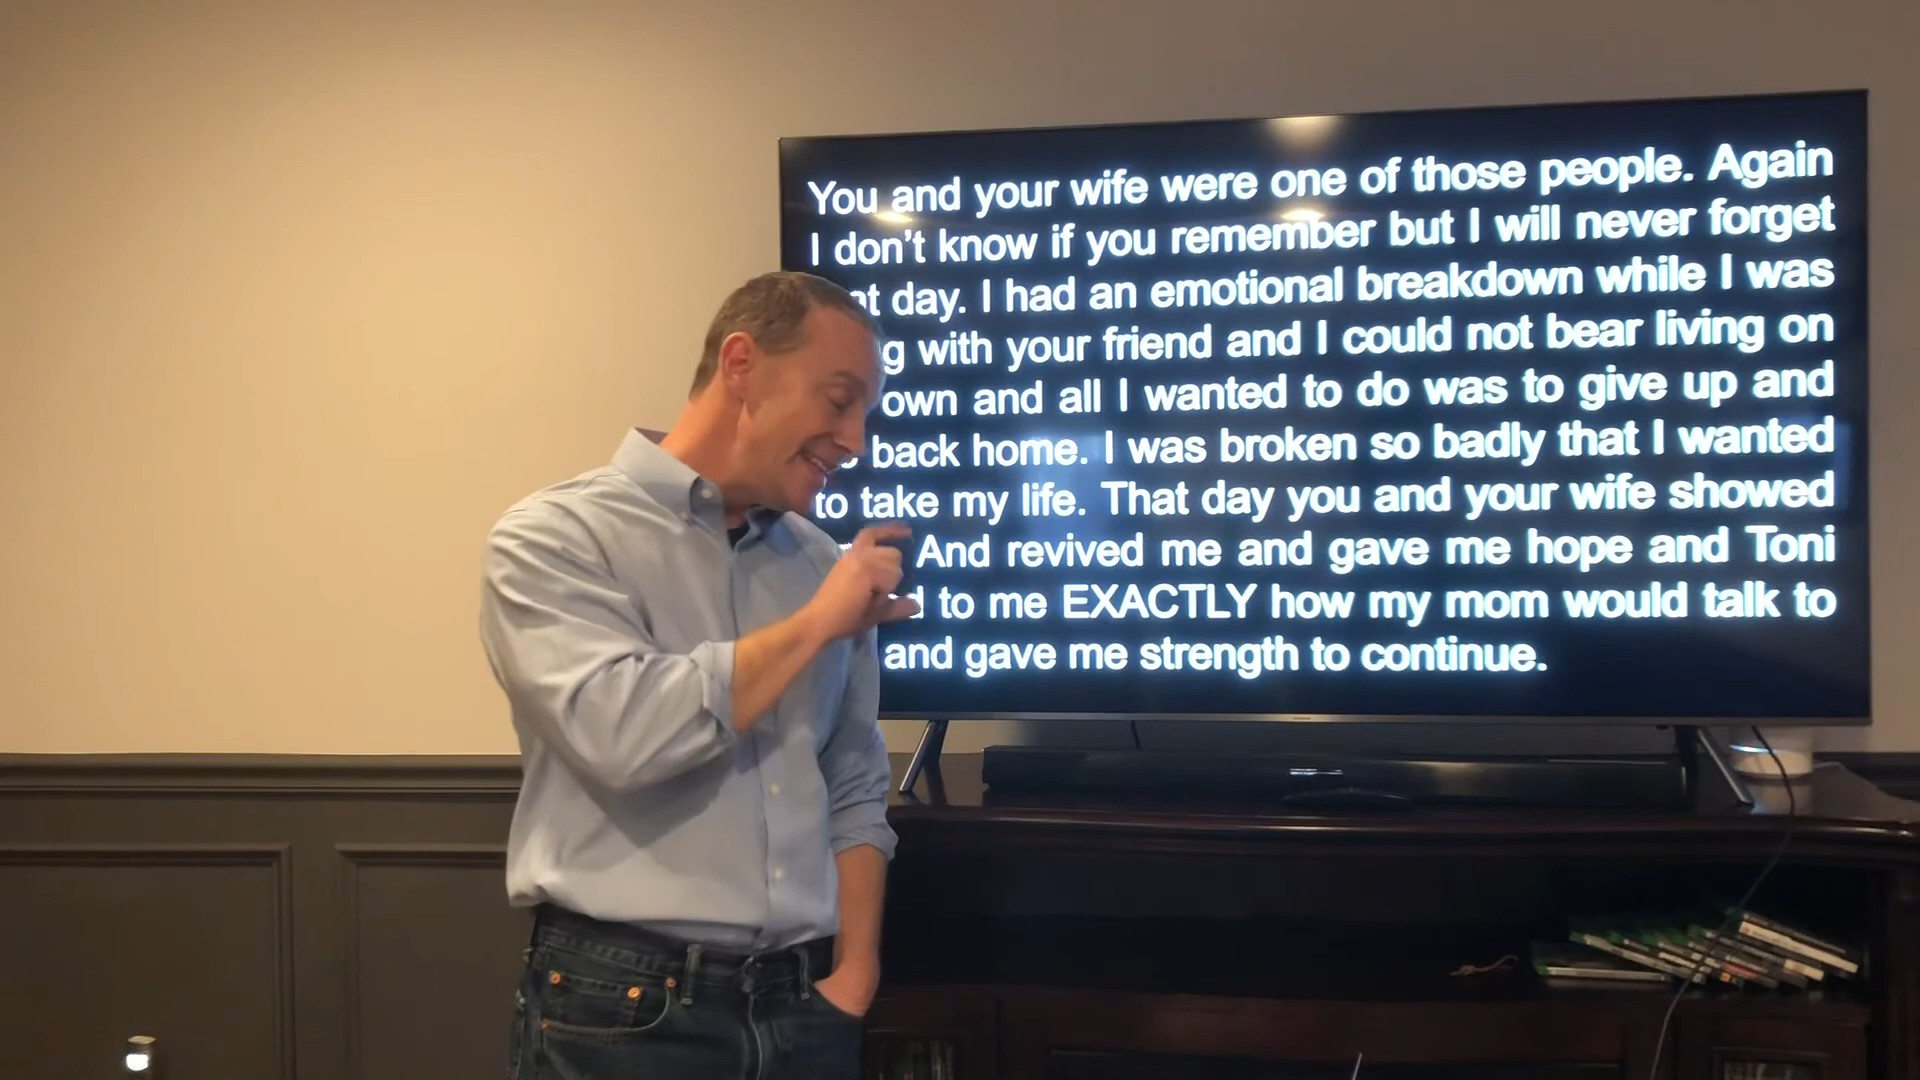 You and your wife were one of those people. Again
I don't know if you remember but I will never forget
day. I had an emotional breakdown while I was
with your friend and I could not bear living on
own and all I wanted to do was to give up and
back home. I was broken so badly that I wanted
to take my life. That day you and your wife showed
And revived me and gave me hope and Toni
to me EXACTLY how my mom would talk to
and gave me strength to continue.